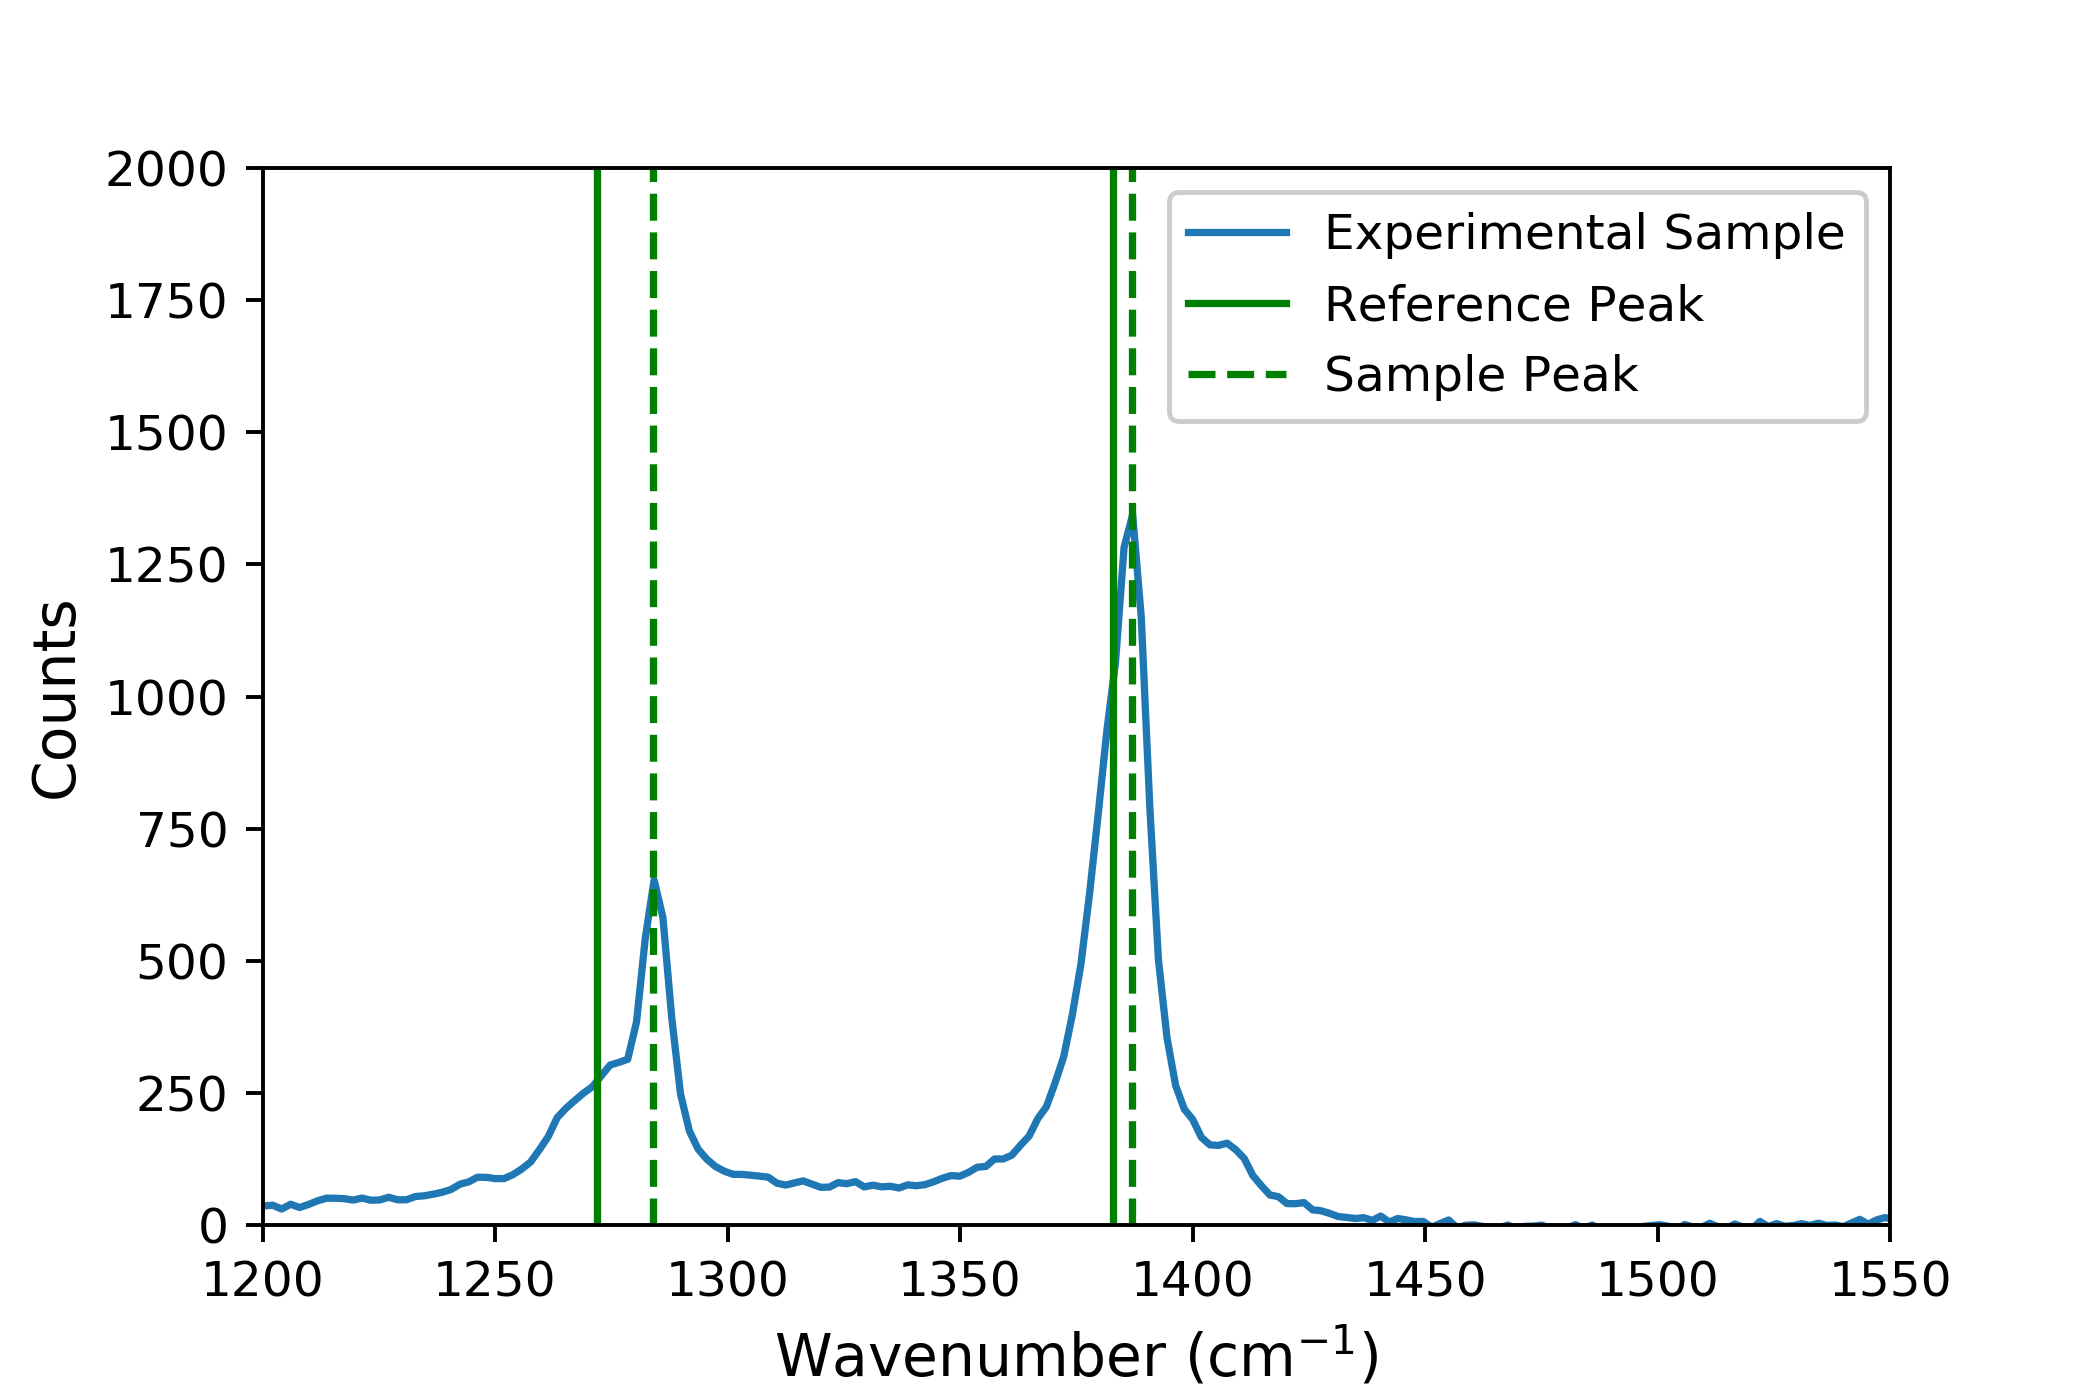 2000
1750
1500
1250
1000
750
500
250
0
Counts
Experimental Sample
Reference Peak
Sample Peak
1200 1250 1300 1350 1400 1450 1500 1550
Wavenumber (cm⁻¹)